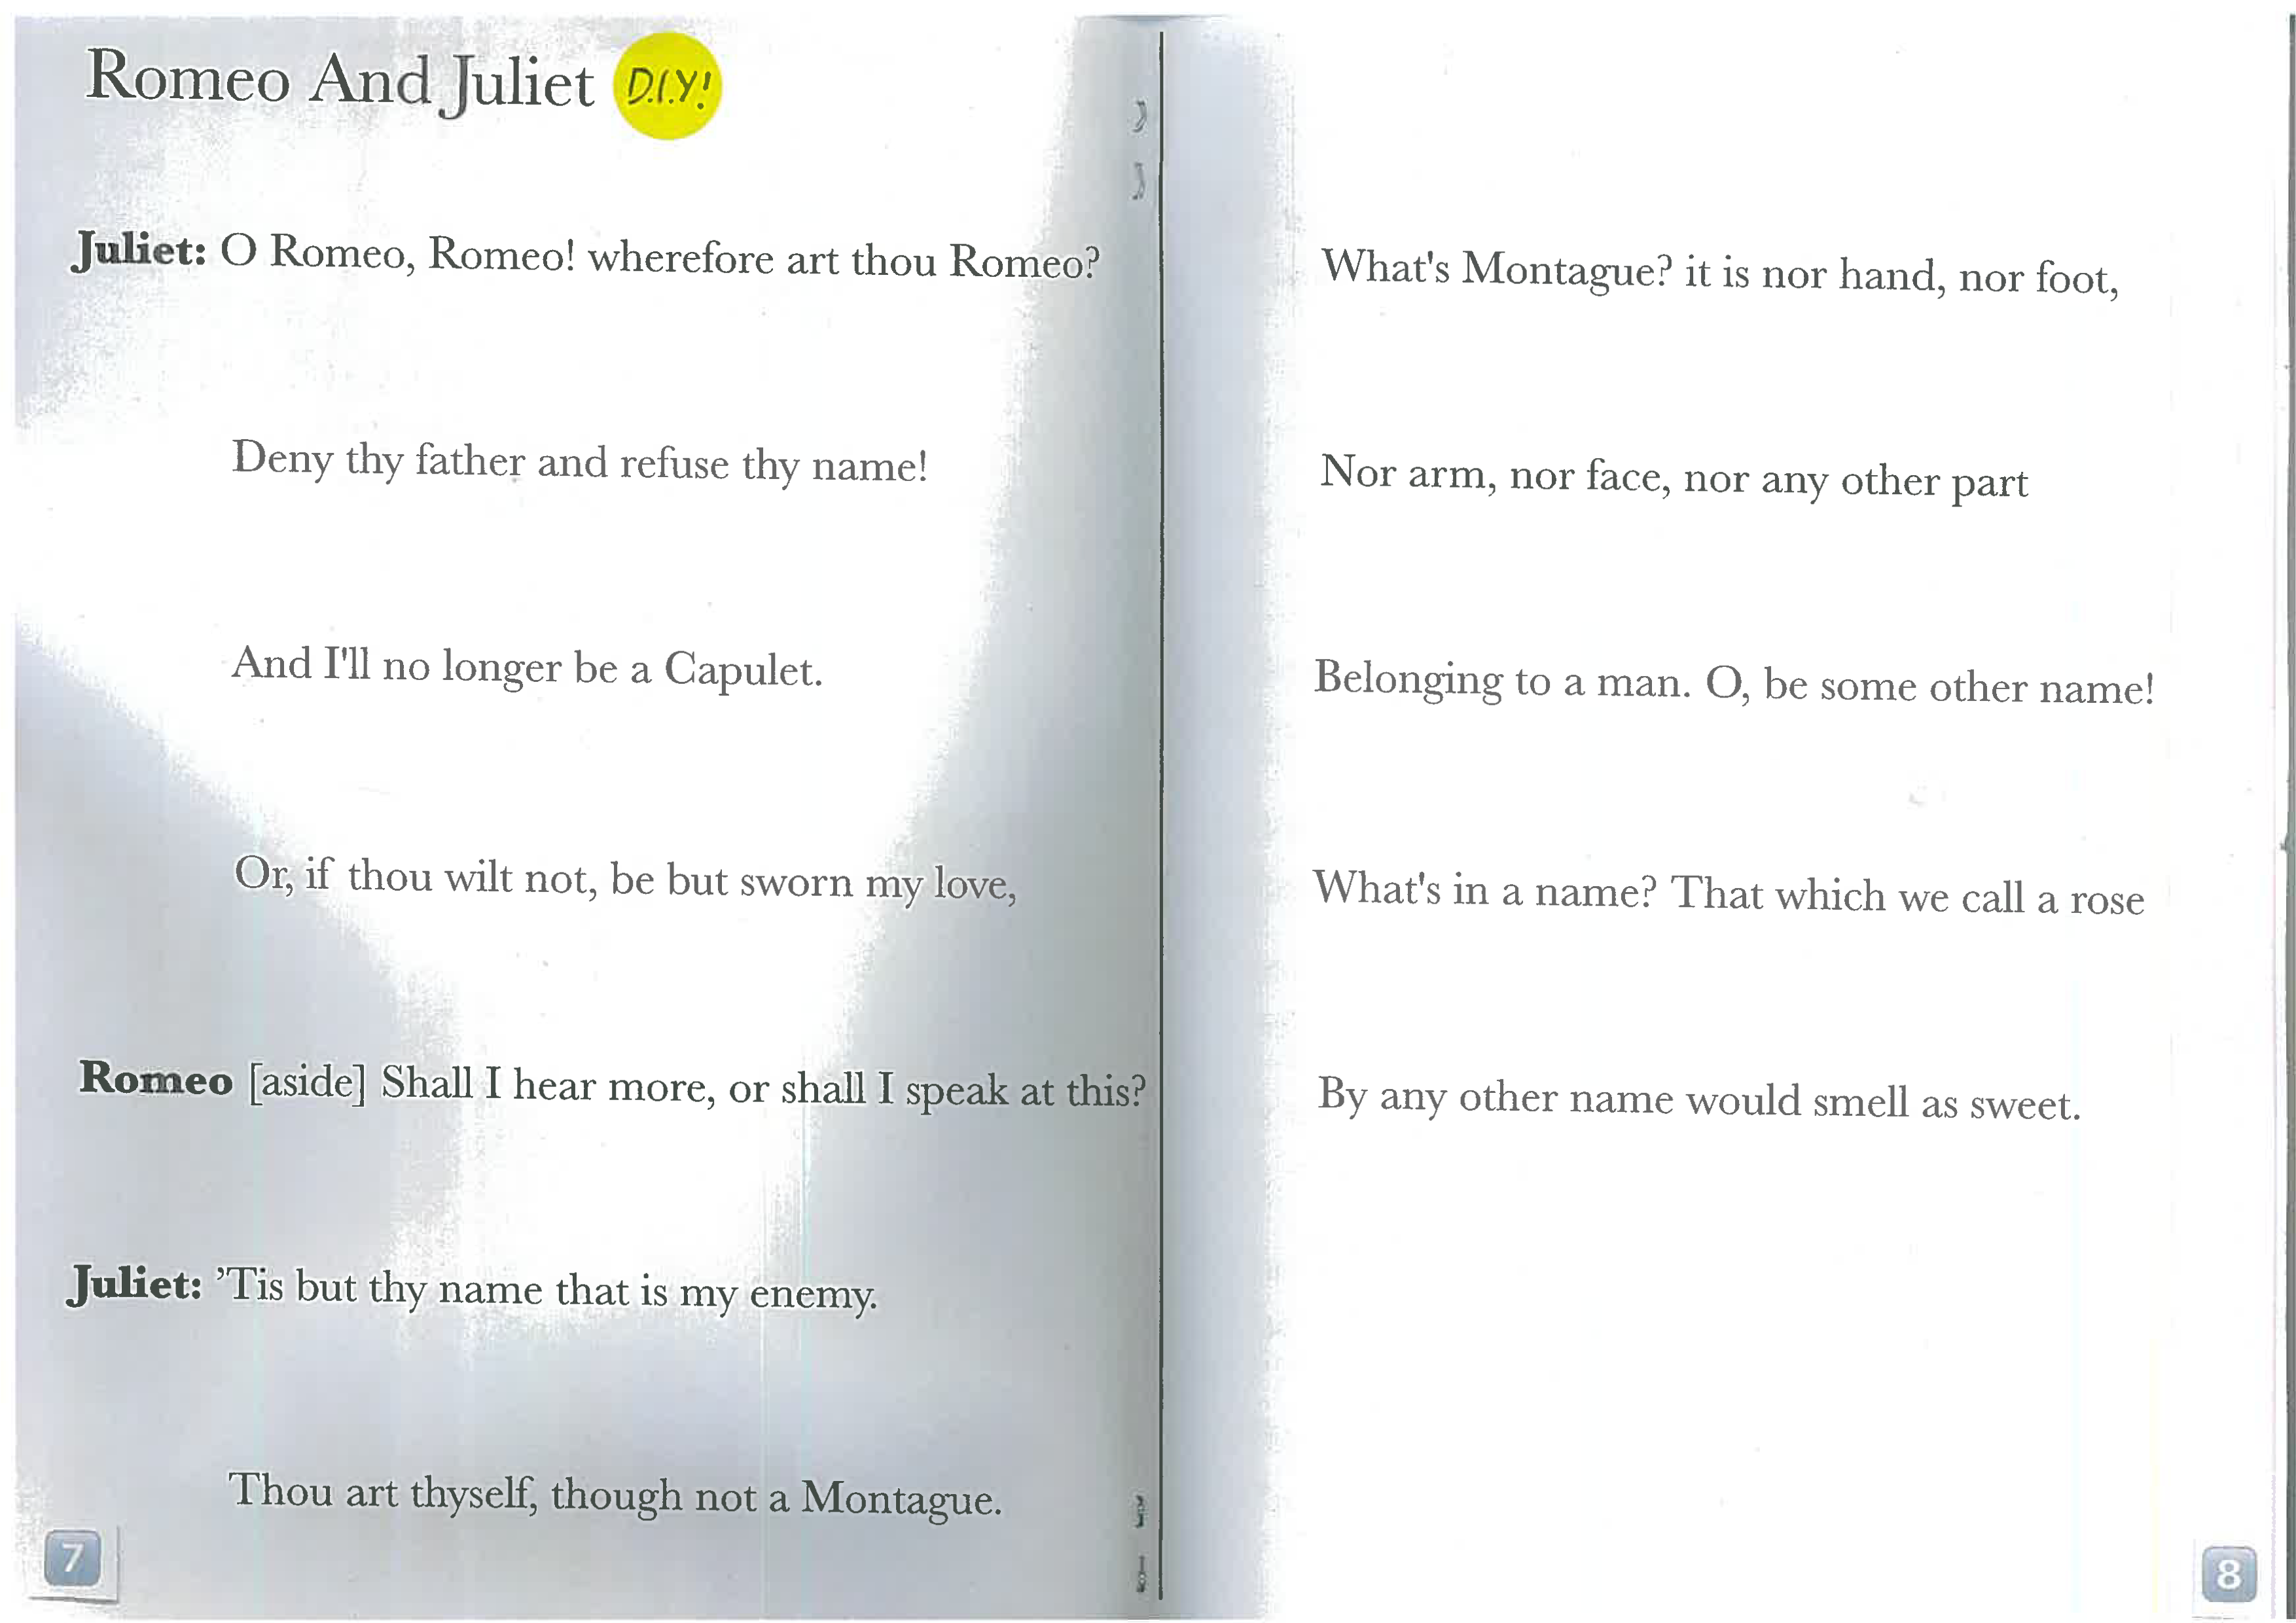 Romeo And Juliet D.I.Y!
Juliet: O Romeo, Romeo! wherefore art thou Romeo?
Deny thy father and refuse thy name!
And I'll no longer be a Capulet.
Or, if thou wilt not, be but sworn my love,
Romeo [aside] Shall I hear more, or shall I speak at this?
Juliet: ’Tis but thy name that is my enemy.
Thou art thyself, though not a Montague.
7
What's Montague? it is nor hand, nor foot,
Nor arm, nor face, nor any other part
Belonging to a man. O, be some other name!
What's in a name? That which we call a rose
By any other name would smell as sweet.
8